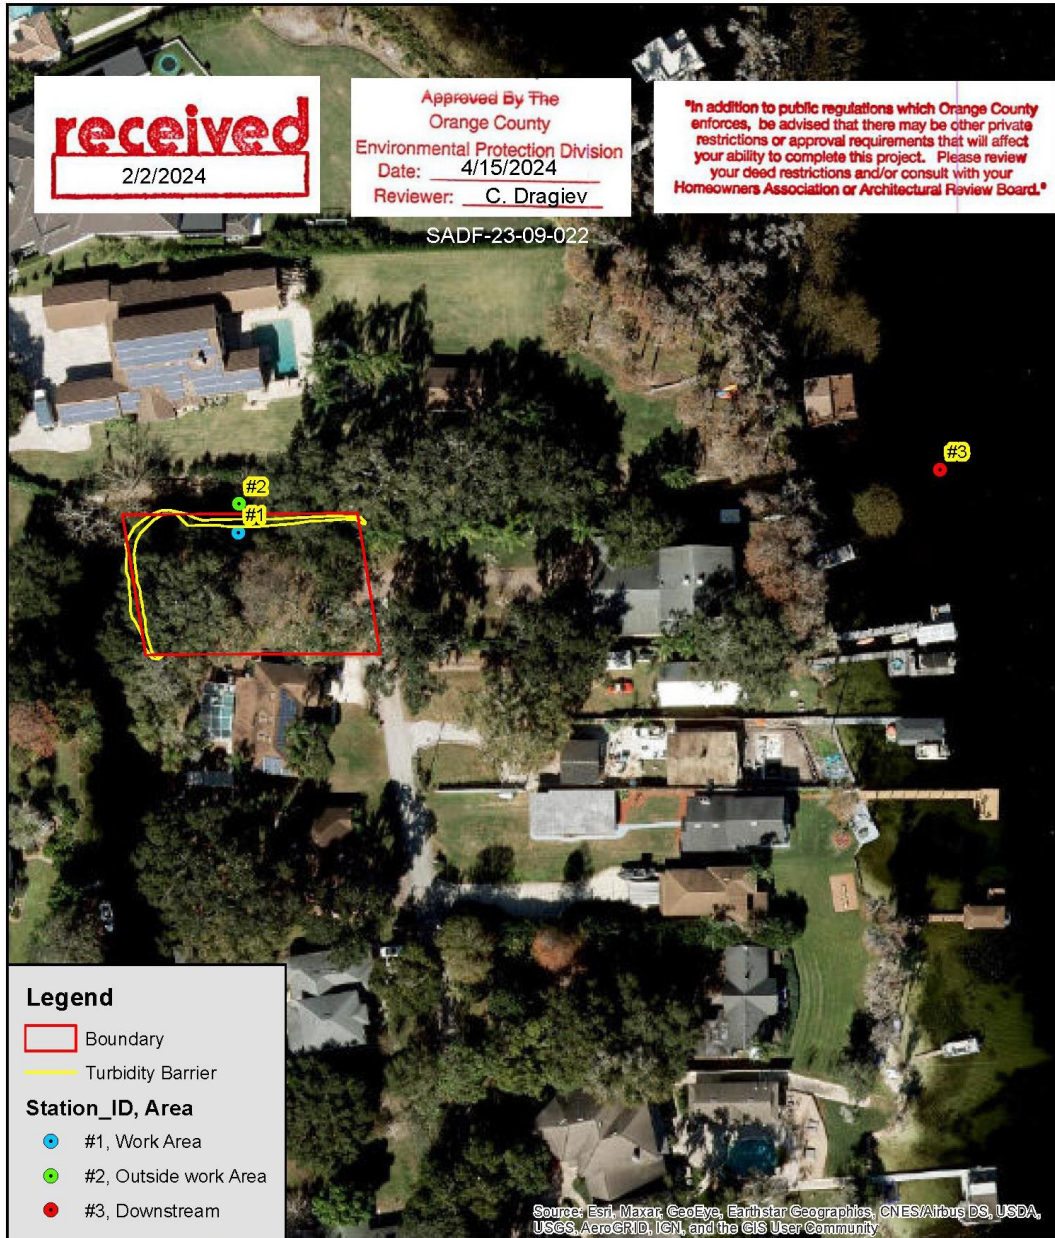 received
2/2/2024
Approved By The
Orange County
Environmental Protection Division
Date: 4/15/2024
Reviewer: C. Dragiev
"In addition to public regulations which Orange County
enforces, be advised that there may be other private
restrictions or approval requirements that will affect
your ability to complete this project. Please review
your deed restrictions and/or consult with your
Homeowners Association or Architectural Review Board."
SADF-23-09-022
#3
#2
#1
Legend
Boundary
Turbidity Barrier
Station_ID, Area
#1, Work Area
#2, Outside work Area
#3, Downstream
Source: Esri, Maxar, GeoEye, Earthstar Geographics, CNES/Airbus DS, USDA,
USGS, AeroGRID, IGN, and the GIS User Community